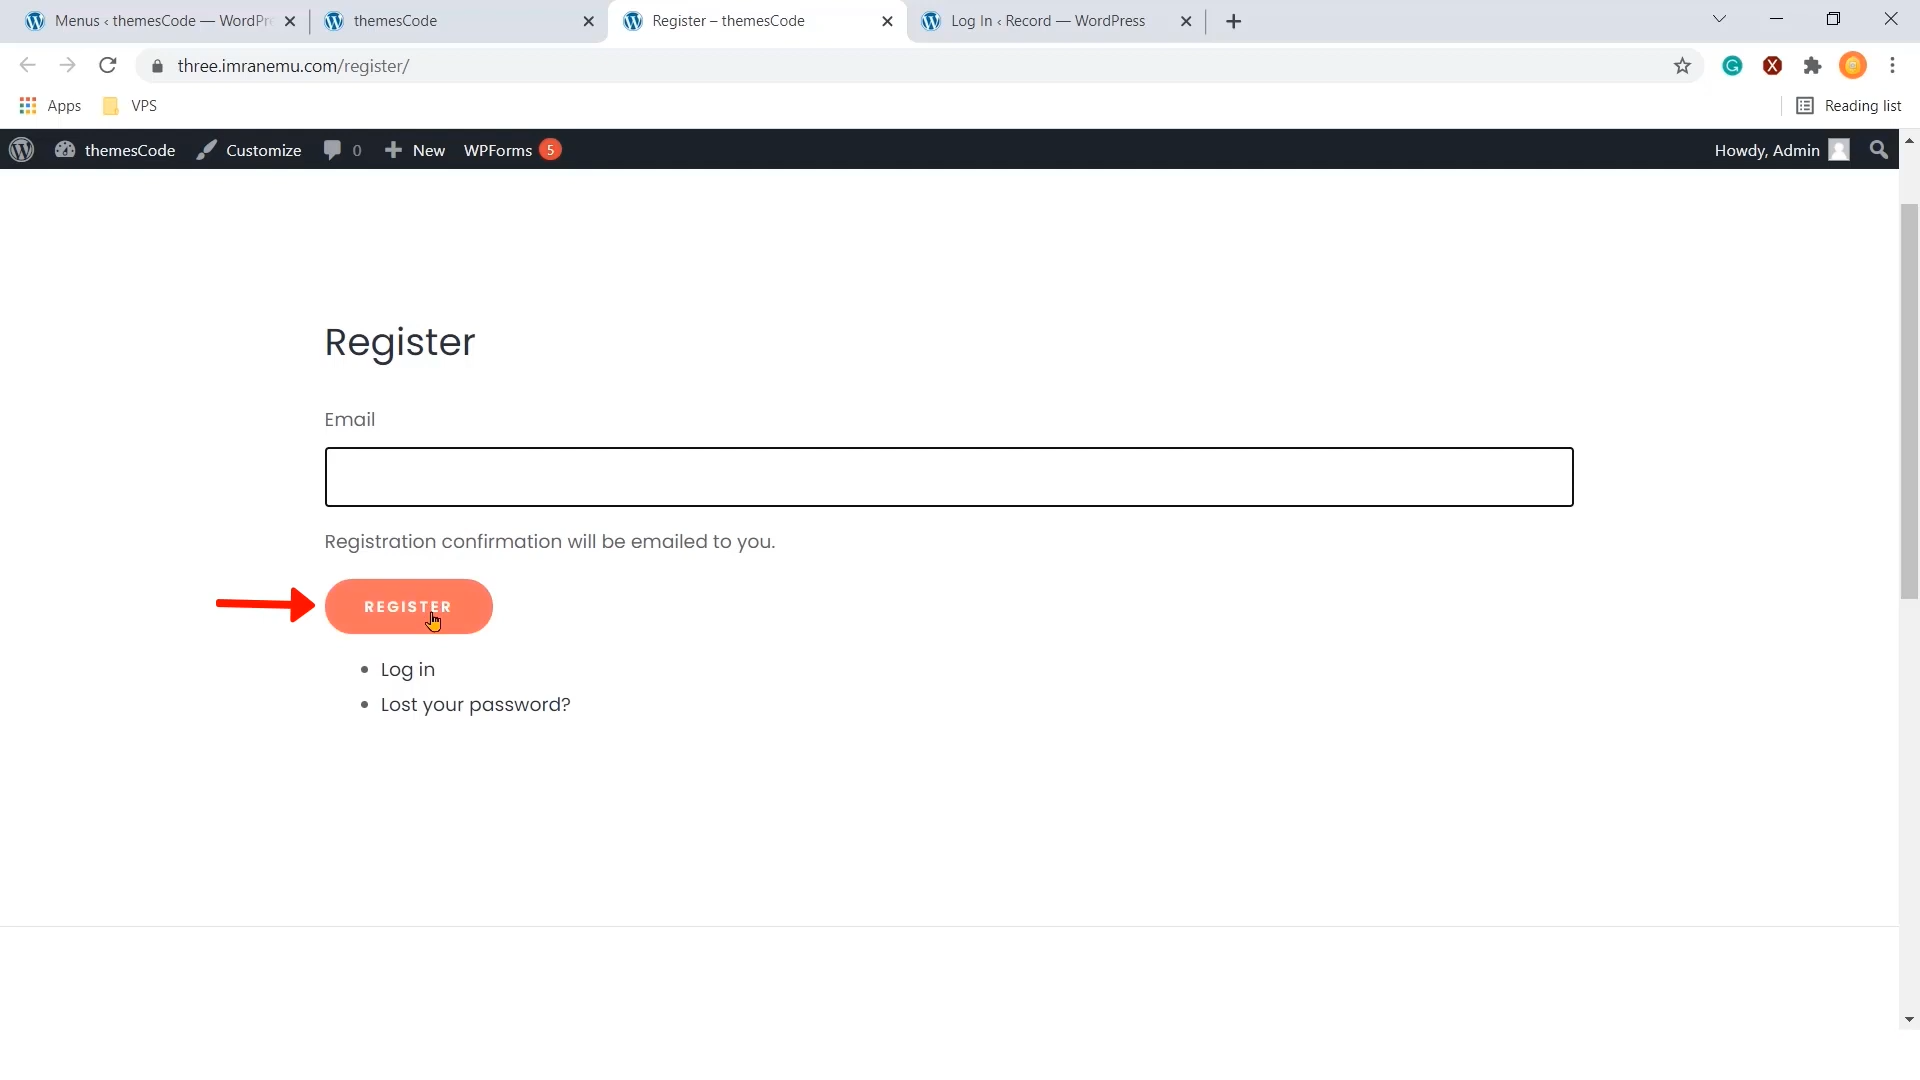 Menus ‹ themesCode — WordPr
themesCode
Register – themesCode
Log In ‹ Record — WordPress
three.imranemu.com/register/
Apps
VPS
Reading list
themesCode
Customize
0
New
WPForms 5
Howdy, Admin
Register
Email
Registration confirmation will be emailed to you.
REGISTER
Log in
Lost your password?